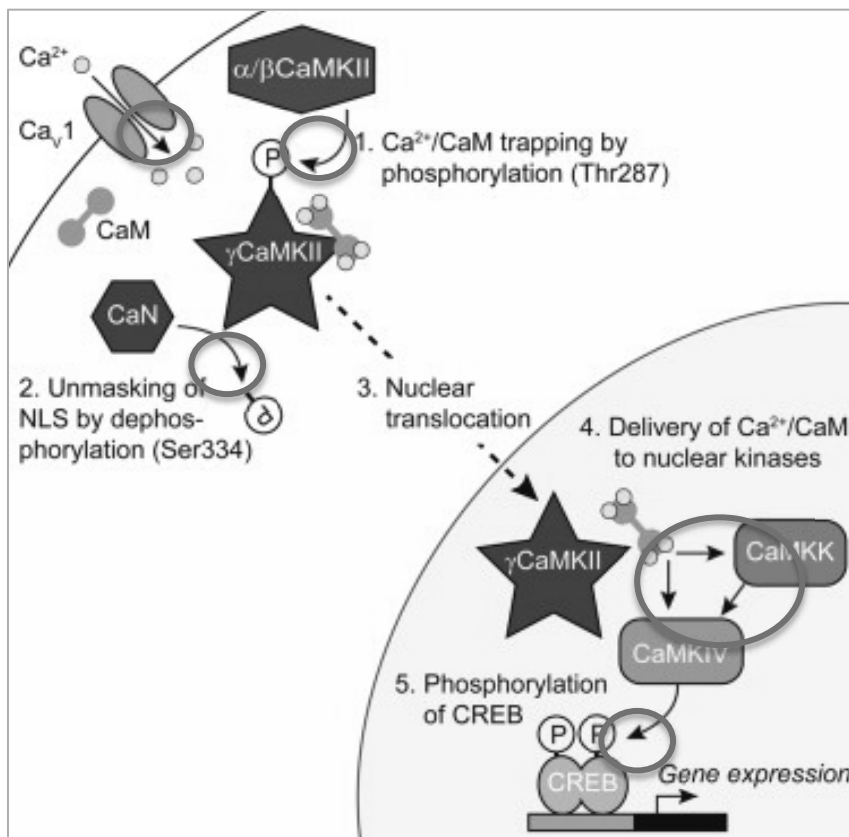 Ca²⁺
α/βCaMKII
Caᵥ1
P
1. Ca²⁺/CaM trapping by
phosphorylation (Thr287)
CaM
γCaMKII
CaN
2. Unmasking of
NLS by dephos-
phorylation (Ser334)
P
3. Nuclear
translocation
4. Delivery of Ca²⁺/CaM
to nuclear kinases
γCaMKII
CaMKK
CaMKIV
5. Phosphorylation
of CREB
P P
CREB
Gene expression